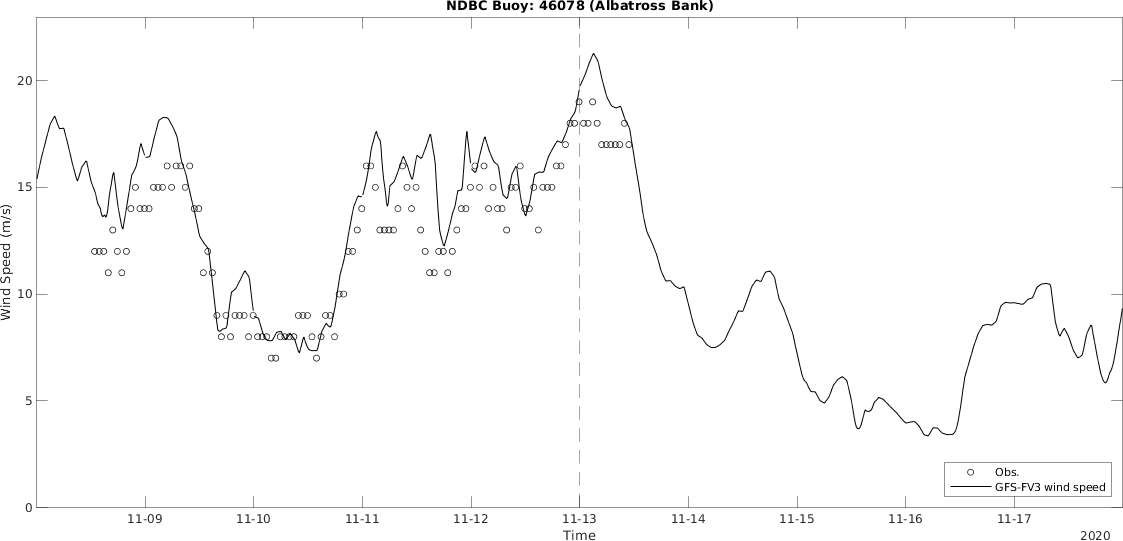 NDBC Buoy: 46078 (Albatross Bank)
Wind Speed (m/s)
20
15
10
5
0
11-09 11-10 11-11 11-12 11-13 11-14 11-15 11-16 11-17
Time
2020
Obs.
GFS-FV3 wind speed